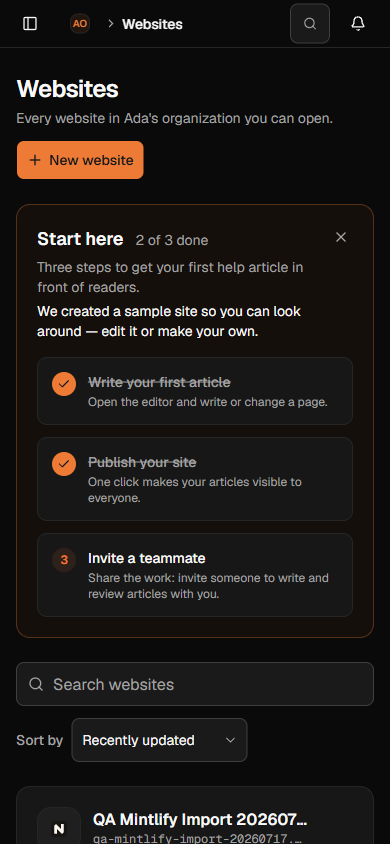 AO > Websites
Websites
Every website in Ada's organization you can open.
+ New website
Start here 2 of 3 done
Three steps to get your first help article in
front of readers.
We created a sample site so you can look
around — edit it or make your own.
Write your first article
Open the editor and write or change a page.
Publish your site
One click makes your articles visible to
everyone.
3 Invite a teammate
Share the work: invite someone to write and
review articles with you.
Search websites
Sort by Recently updated
N QA Mintlify Import 202607...
qa-mintlify-import-20260717.…